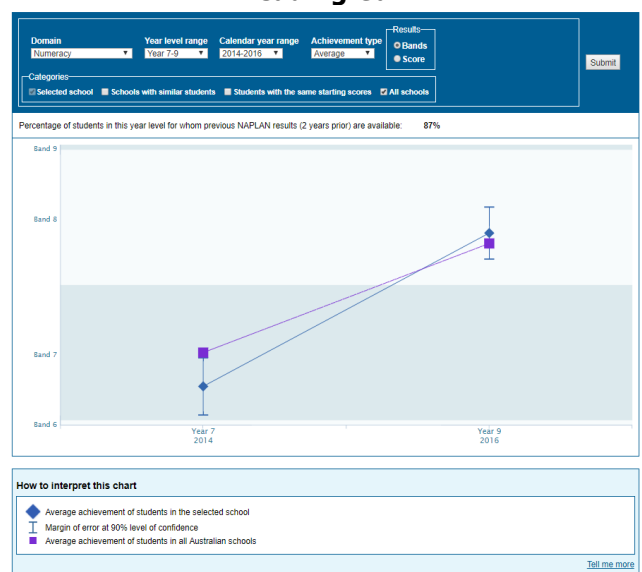 Domain
Numeracy
Year level range
Year 7-9
Calendar year range
2014-2016
Achievement type
Average
Results
Bands
Score
Submit
Categories
Selected school
Schools with similar students
Students with the same starting scores
All schools
Percentage of students in this year level for whom previous NAPLAN results (2 years prior) are available: 87%
Band 9
Band 8
Band 7
Band 6
Year 7
2014
Year 9
2016
How to interpret this chart
Average achievement of students in the selected school
Margin of error at 90% level of confidence
Average achievement of students in all Australian schools
Tell me more